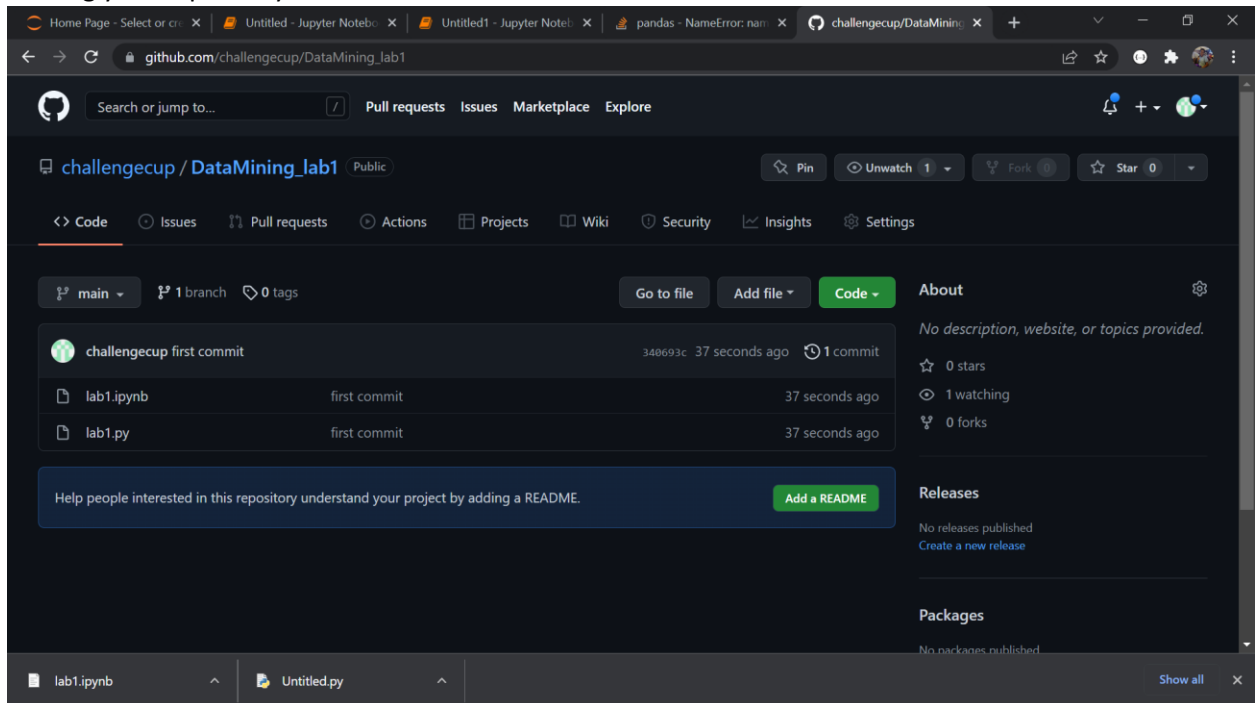 Home Page - Select or cre
Untitled - Jupyter Notebo
Untitled1 - Jupyter Noteb
pandas - NameError: nam
challengecup/DataMining_
github.com/challengecup/DataMining_lab1
Search or jump to... /
Pull requests Issues Marketplace Explore
challengecup / DataMining_lab1 Public
Pin Unwatch 1 Fork 0 Star 0
<> Code Issues Pull requests Actions Projects Wiki Security Insights Settings
main 1 branch 0 tags Go to file Add file Code
challengecup first commit 340693c 37 seconds ago 1 commit
lab1.ipynb first commit 37 seconds ago
lab1.py first commit 37 seconds ago
Help people interested in this repository understand your project by adding a README. Add a README
About
No description, website, or topics provided.
0 stars
1 watching
0 forks
Releases
No releases published
Create a new release
Packages
No packages published
lab1.ipynb Untitled.py Show all